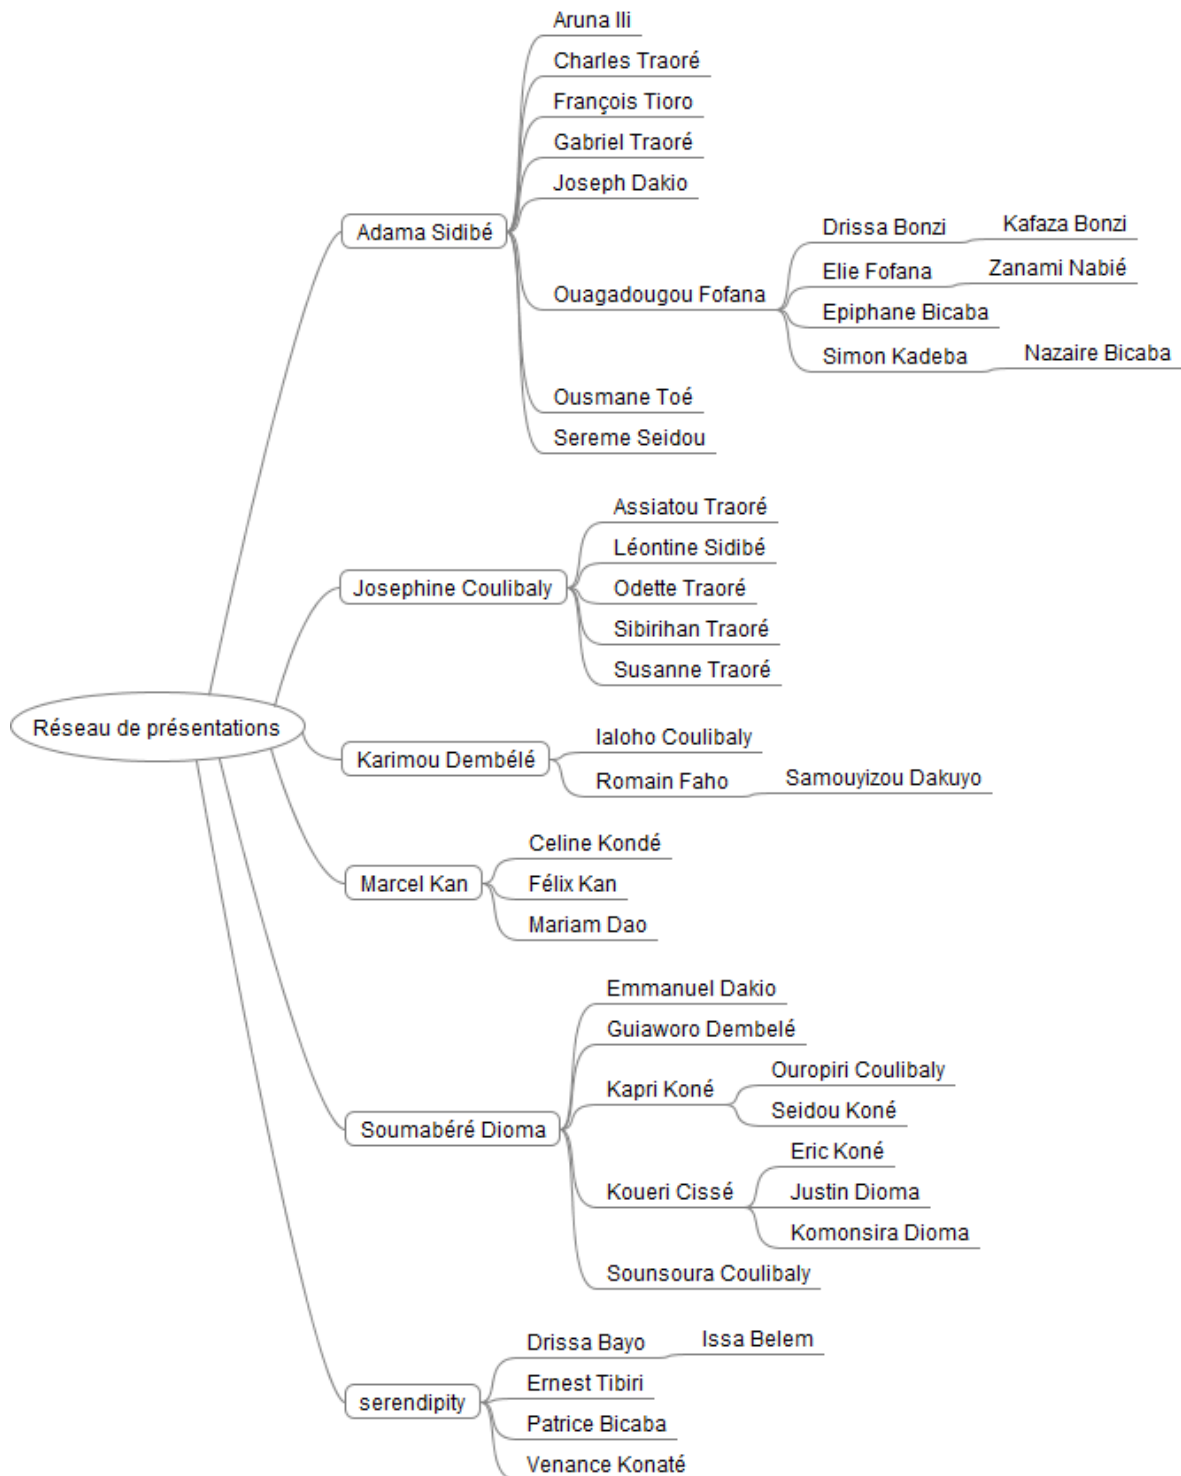 Réseau de présentations
Adama Sidibé
Aruna Ili
Charles Traoré
François Tioro
Gabriel Traoré
Joseph Dakio
Ouagadougou Fofana
Drissa Bonzi
Kafaza Bonzi
Elie Fofana
Zanami Nabié
Epiphane Bicaba
Simon Kadeba
Nazaire Bicaba
Ousmane Toé
Sereme Seidou
Josephine Coulibaly
Assiatou Traoré
Léontine Sidibé
Odette Traoré
Sibirihan Traoré
Susanne Traoré
Karimou Dembélé
Ialoho Coulibaly
Romain Faho
Samouyizou Dakuyo
Marcel Kan
Celine Kondé
Félix Kan
Mariam Dao
Soumabéré Dioma
Emmanuel Dakio
Guiaworo Dembelé
Kapri Koné
Ouropiri Coulibaly
Seidou Koné
Koueri Cissé
Eric Koné
Justin Dioma
Komonsira Dioma
Sounsoura Coulibaly
serendipity
Drissa Bayo
Issa Belem
Ernest Tibiri
Patrice Bicaba
Venance Konaté